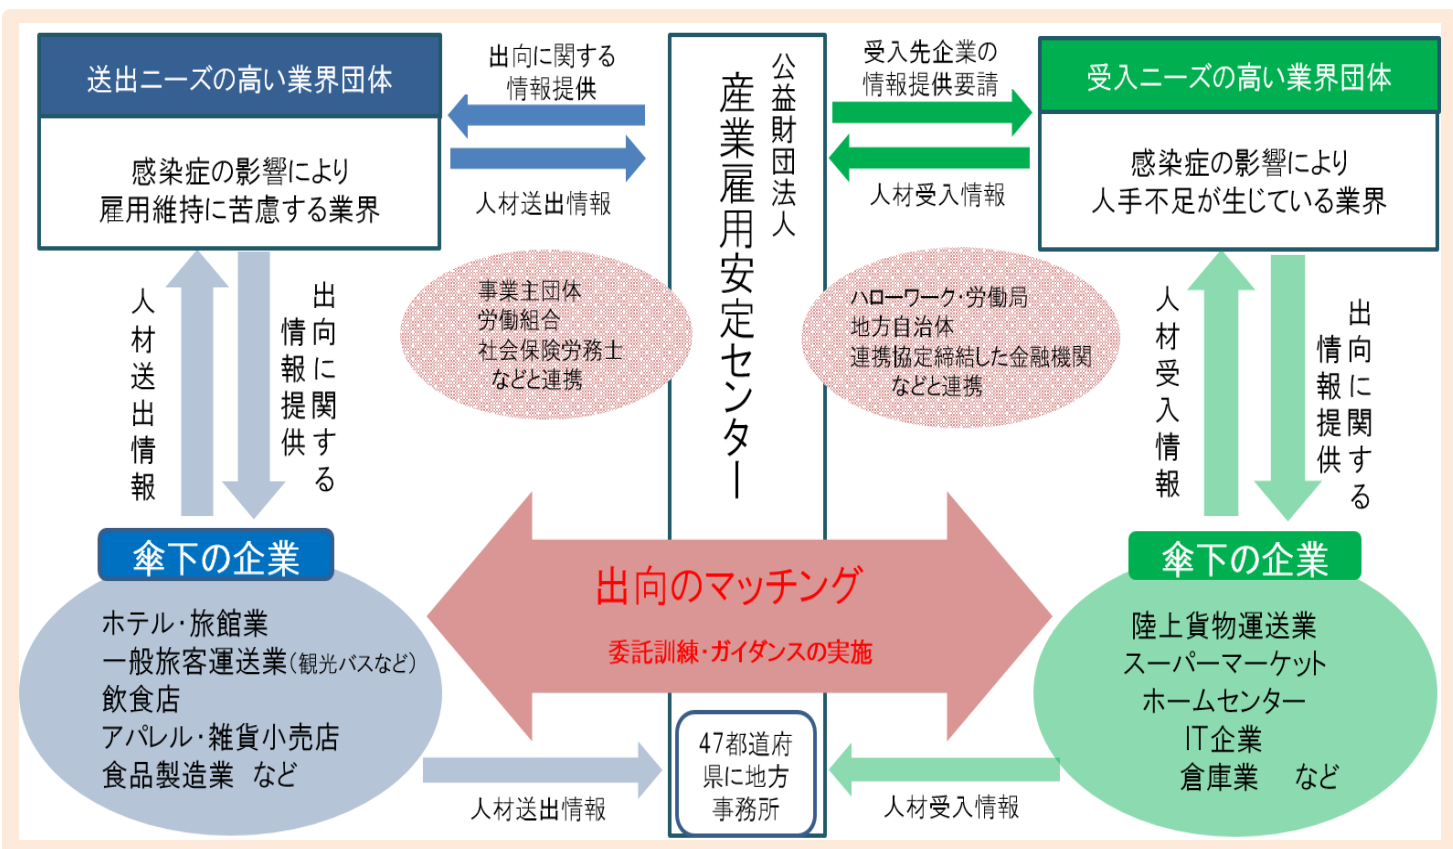 送出ニーズの高い業界団体
感染症の影響により
雇用維持に苦慮する業界
出向に関する
情報提供
人材送出情報
公益財団法人
産業雇用安定センター
受入先企業の
情報提供要請
人材受入情報
受入ニーズの高い業界団体
感染症の影響により
人手不足が生じている業界
事業主団体
労働組合
社会保険労務士
などと連携
ハローワーク・労働局
地方自治体
連携協定締結した金融機関
などと連携
人材送出情報
出向に関する
情報提供
人材受入情報
出向に関する
情報提供
傘下の企業
ホテル・旅館業
一般旅客運送業(観光バスなど)
飲食店
アパレル・雑貨小売店
食品製造業 など
出向のマッチング
委託訓練・ガイダンスの実施
傘下の企業
陸上貨物運送業
スーパーマーケット
ホームセンター
IT企業
倉庫業 など
人材送出情報
47都道府
県に地方
事務所
人材受入情報